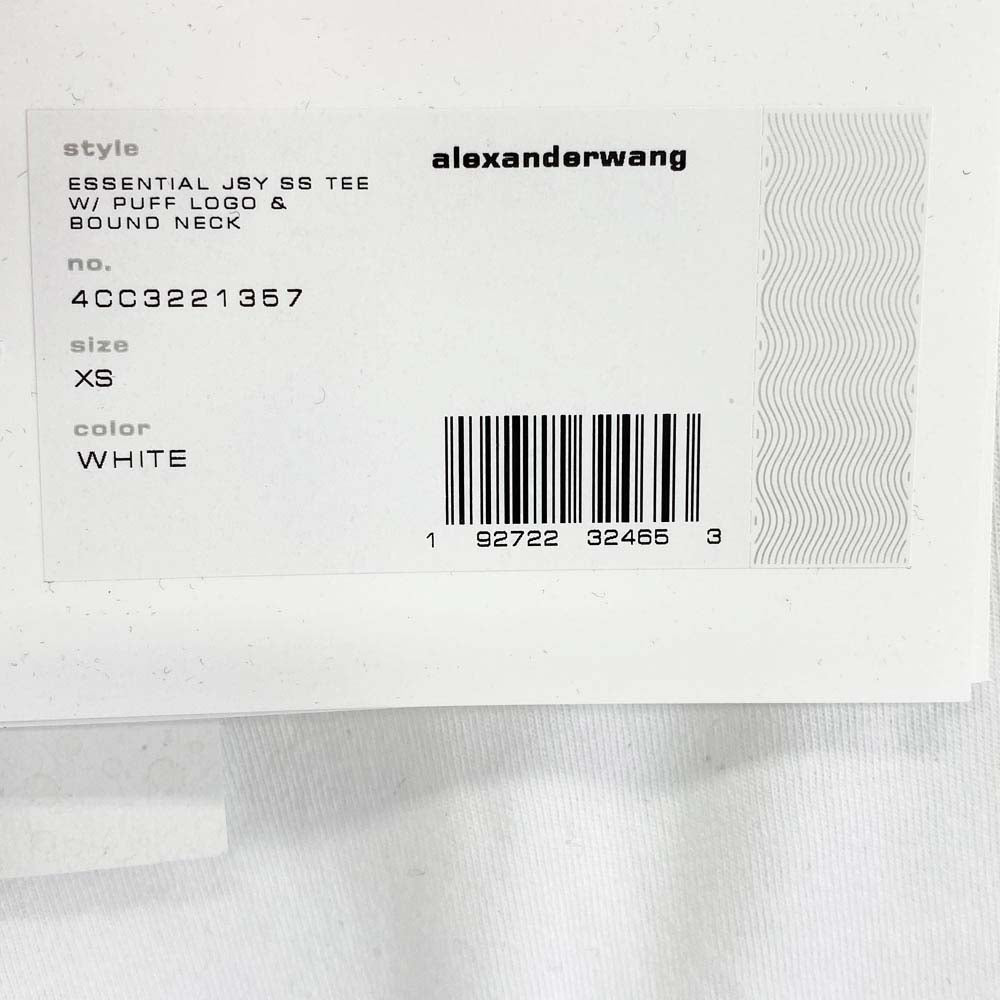 style
ESSENTIAL JSY SS TEE
W/ PUFF LOGO &
BOUND NECK
no.
4CC3221357
size
XS
color
WHITE
alexanderwang
1 92722 32465 3